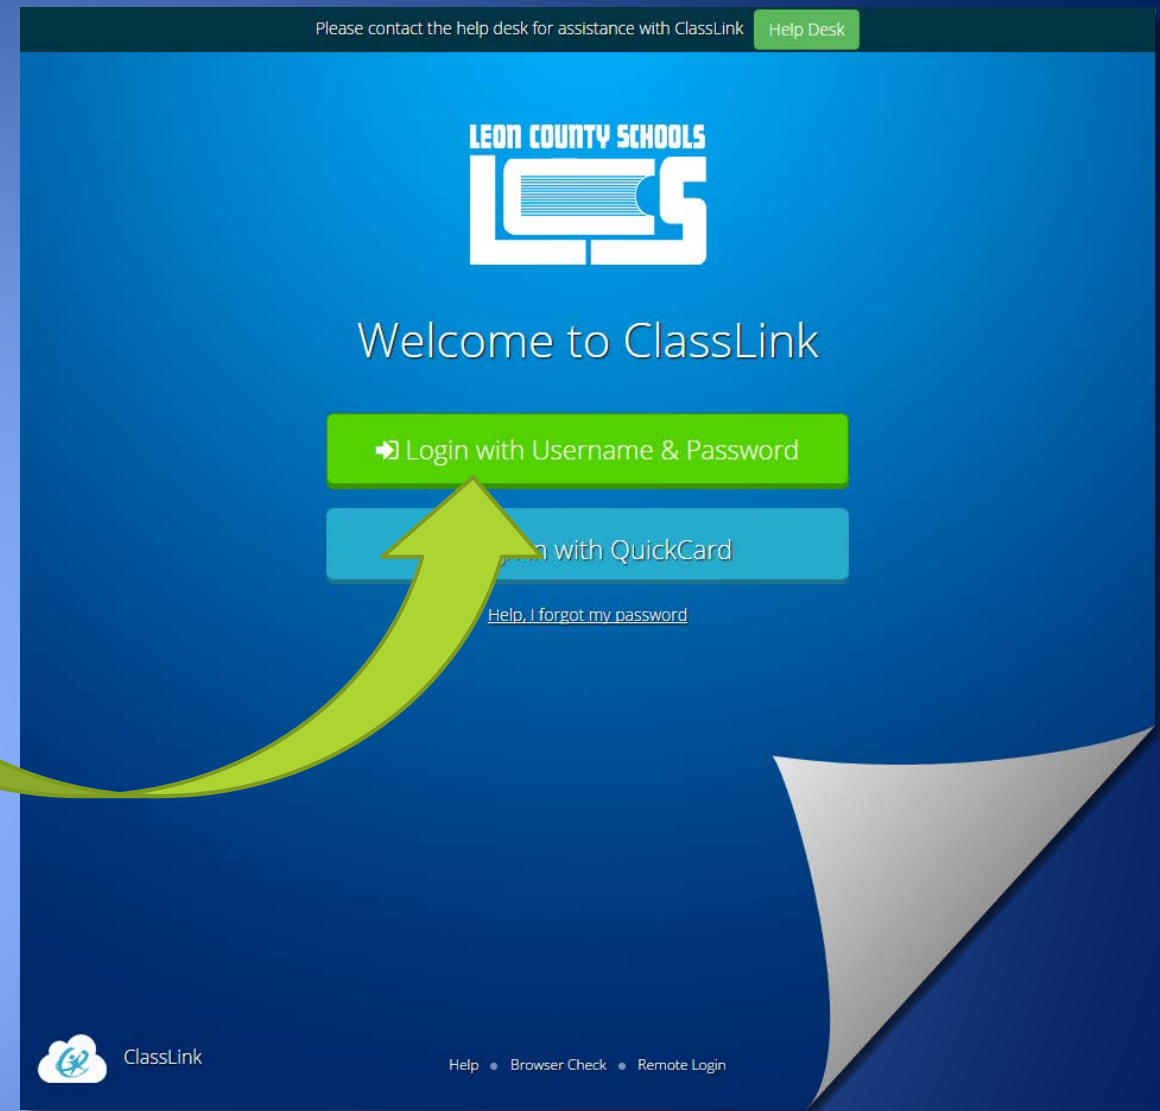 Please contact the help desk for assistance with ClassLink Help Desk
LEON COUNTY SCHOOLS
LCS
Welcome to ClassLink
Login with Username & Password
with QuickCard
Help, I forgot my password
ClassLink
Help • Browser Check • Remote Login